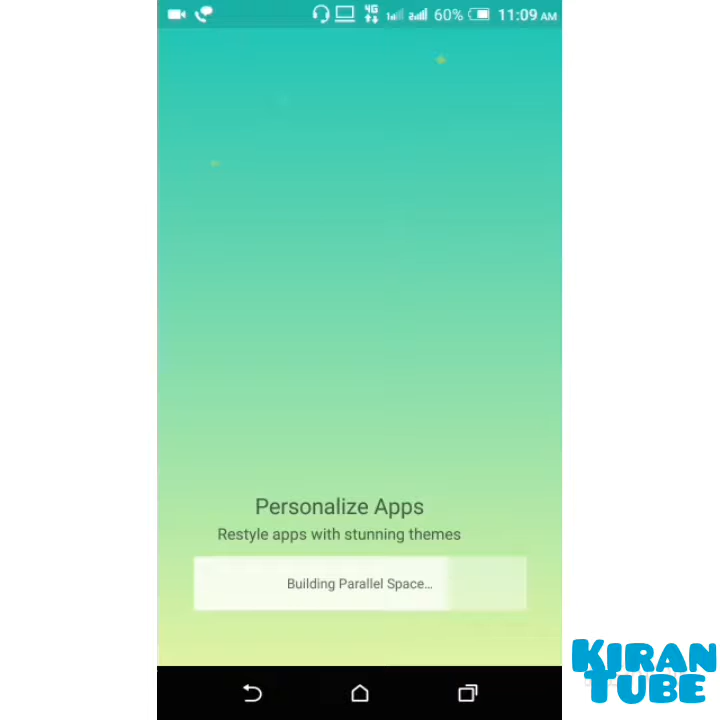 4G 60% 11:09 AM
Personalize Apps
Restyle apps with stunning themes
Building Parallel Space...
KIRAN
TUBE